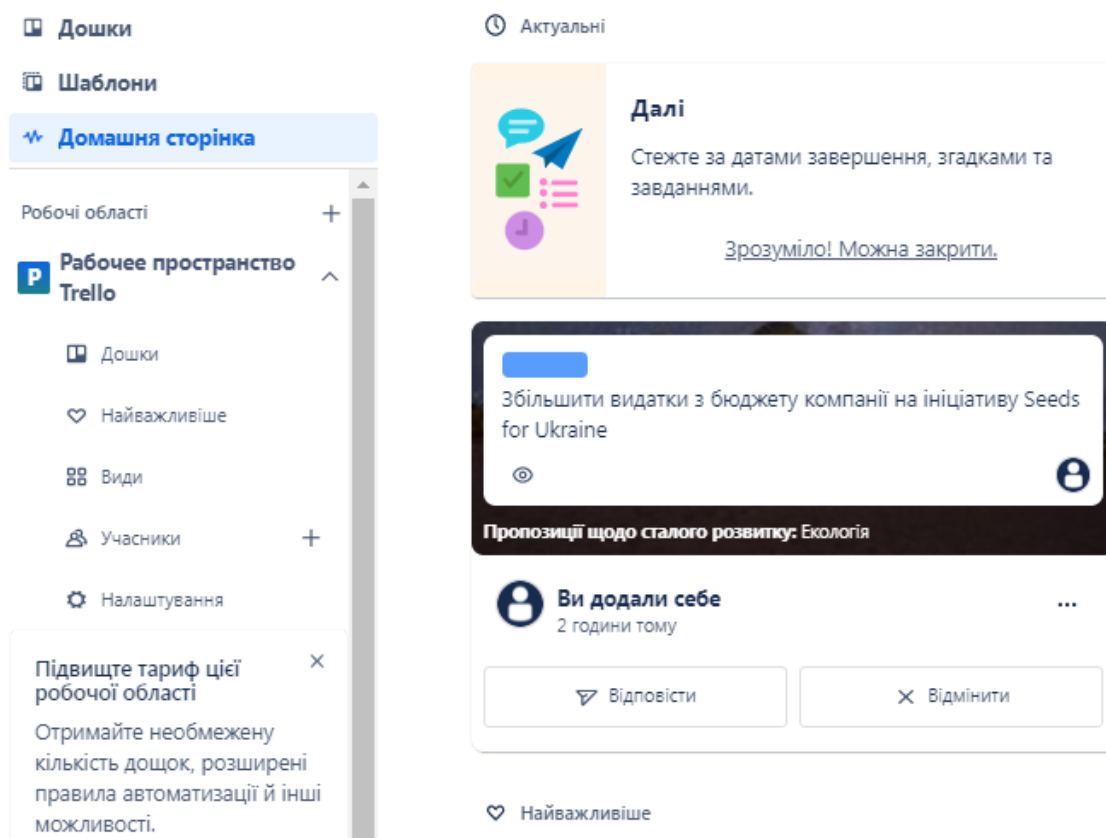 Дошки
Шаблони
Домашня сторінка
Робочі області
P
Рабочее пространство
Trello
Дошки
Найважливіше
Види
Учасники
Налаштування
Підвищте тариф цієї
робочої області
Отримайте необмежену
кількість дощок, розширені
правила автоматизації й інші
можливості.
Актуальні
Далі
Стежте за датами завершення, згадками та
завданнями.
Зрозуміло! Можна закрити.
Збільшити видатки з бюджету компанії на ініціативу Seeds
for Ukraine
Пропозиції щодо сталого розвитку: Екологія
Ви додали себе
2 години тому
Відповісти
Відмінити
Найважливіше